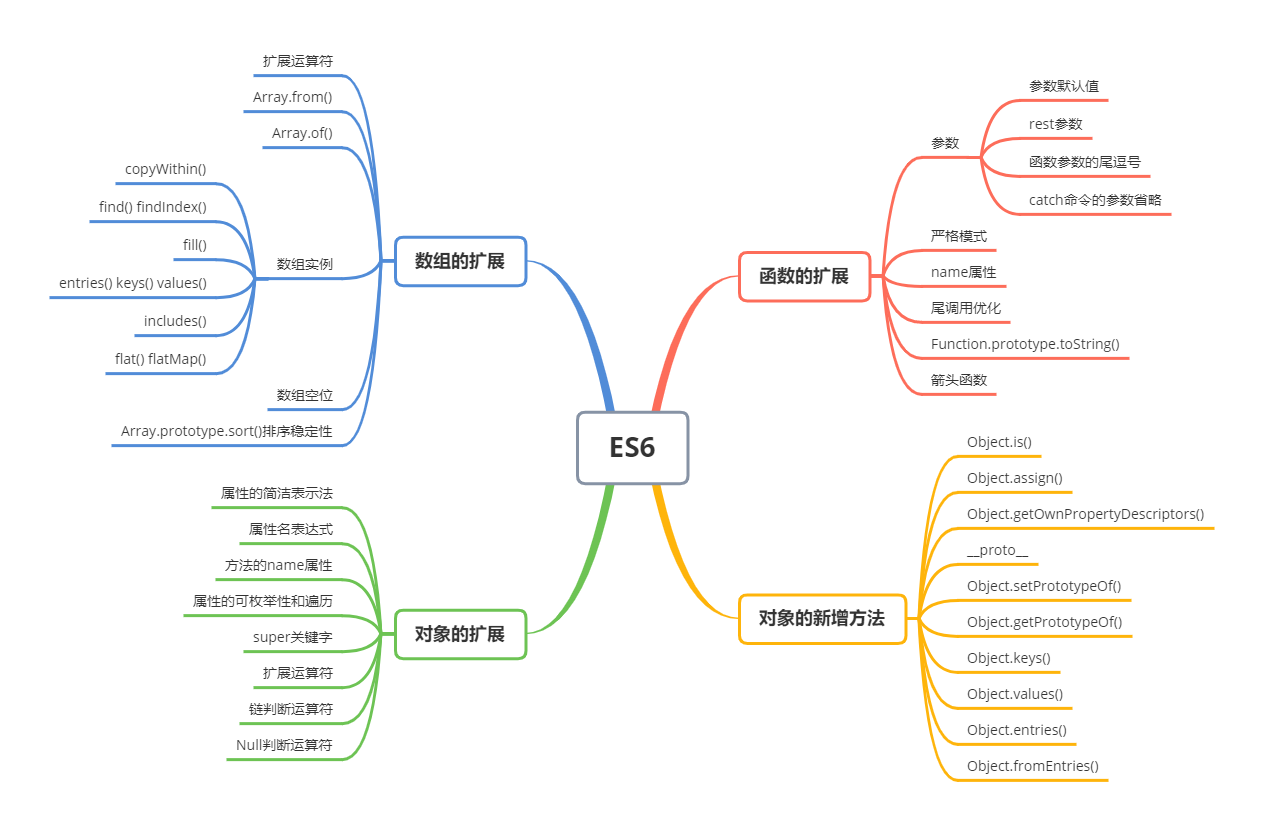 ES6
数组的扩展
扩展运算符
Array.from()
Array.of()
数组实例
copyWithin()
find() findIndex()
fill()
entries() keys() values()
includes()
flat() flatMap()
数组空位
Array.prototype.sort()排序稳定性
函数的扩展
参数
参数默认值
rest参数
函数参数的尾逗号
catch命令的参数省略
严格模式
name属性
尾调用优化
Function.prototype.toString()
箭头函数
对象的扩展
属性的简洁表示法
属性名表达式
方法的name属性
属性的可枚举性和遍历
super关键字
扩展运算符
链判断运算符
Null判断运算符
对象的新增方法
Object.is()
Object.assign()
Object.getOwnPropertyDescriptors()
__proto__
Object.setPrototypeOf()
Object.getPrototypeOf()
Object.keys()
Object.values()
Object.entries()
Object.fromEntries()